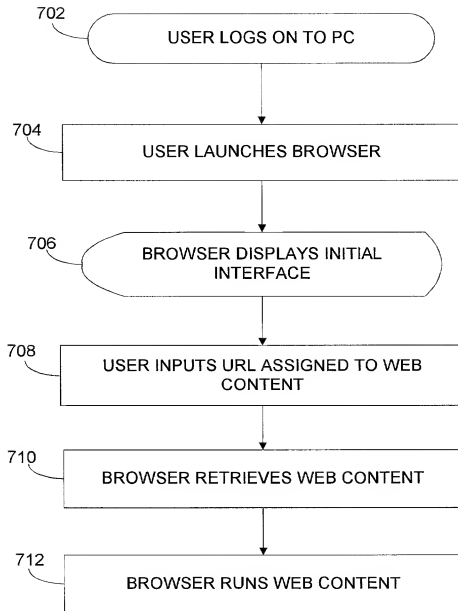 702
USER LOGS ON TO PC
704
USER LAUNCHES BROWSER
706
BROWSER DISPLAYS INITIAL
INTERFACE
708
USER INPUTS URL ASSIGNED TO WEB
CONTENT
710
BROWSER RETRIEVES WEB CONTENT
712
BROWSER RUNS WEB CONTENT